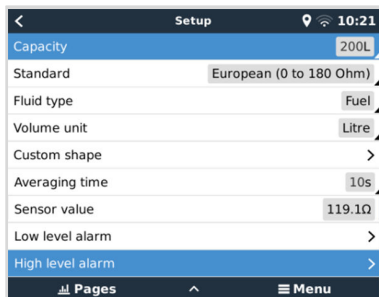 Setup 10:21
Capacity 200L
Standard European (0 to 180 Ohm)
Fluid type Fuel
Volume unit Litre
Custom shape
Averaging time 10s
Sensor value 119.1Ω
Low level alarm
High level alarm
Pages Menu